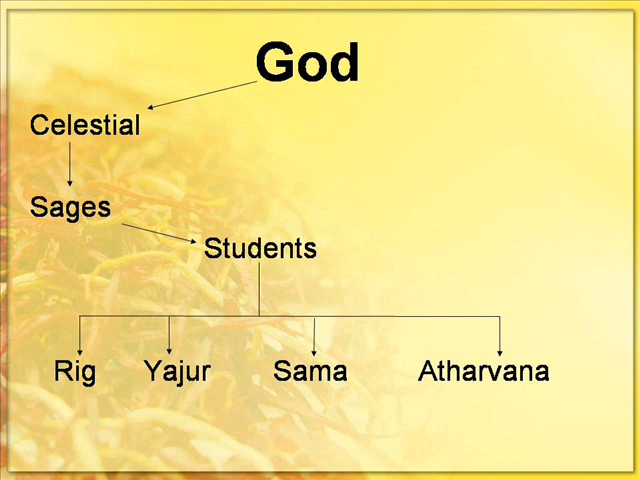 God
Celestial
Sages
Students
Rig Yajur Sama Atharvana